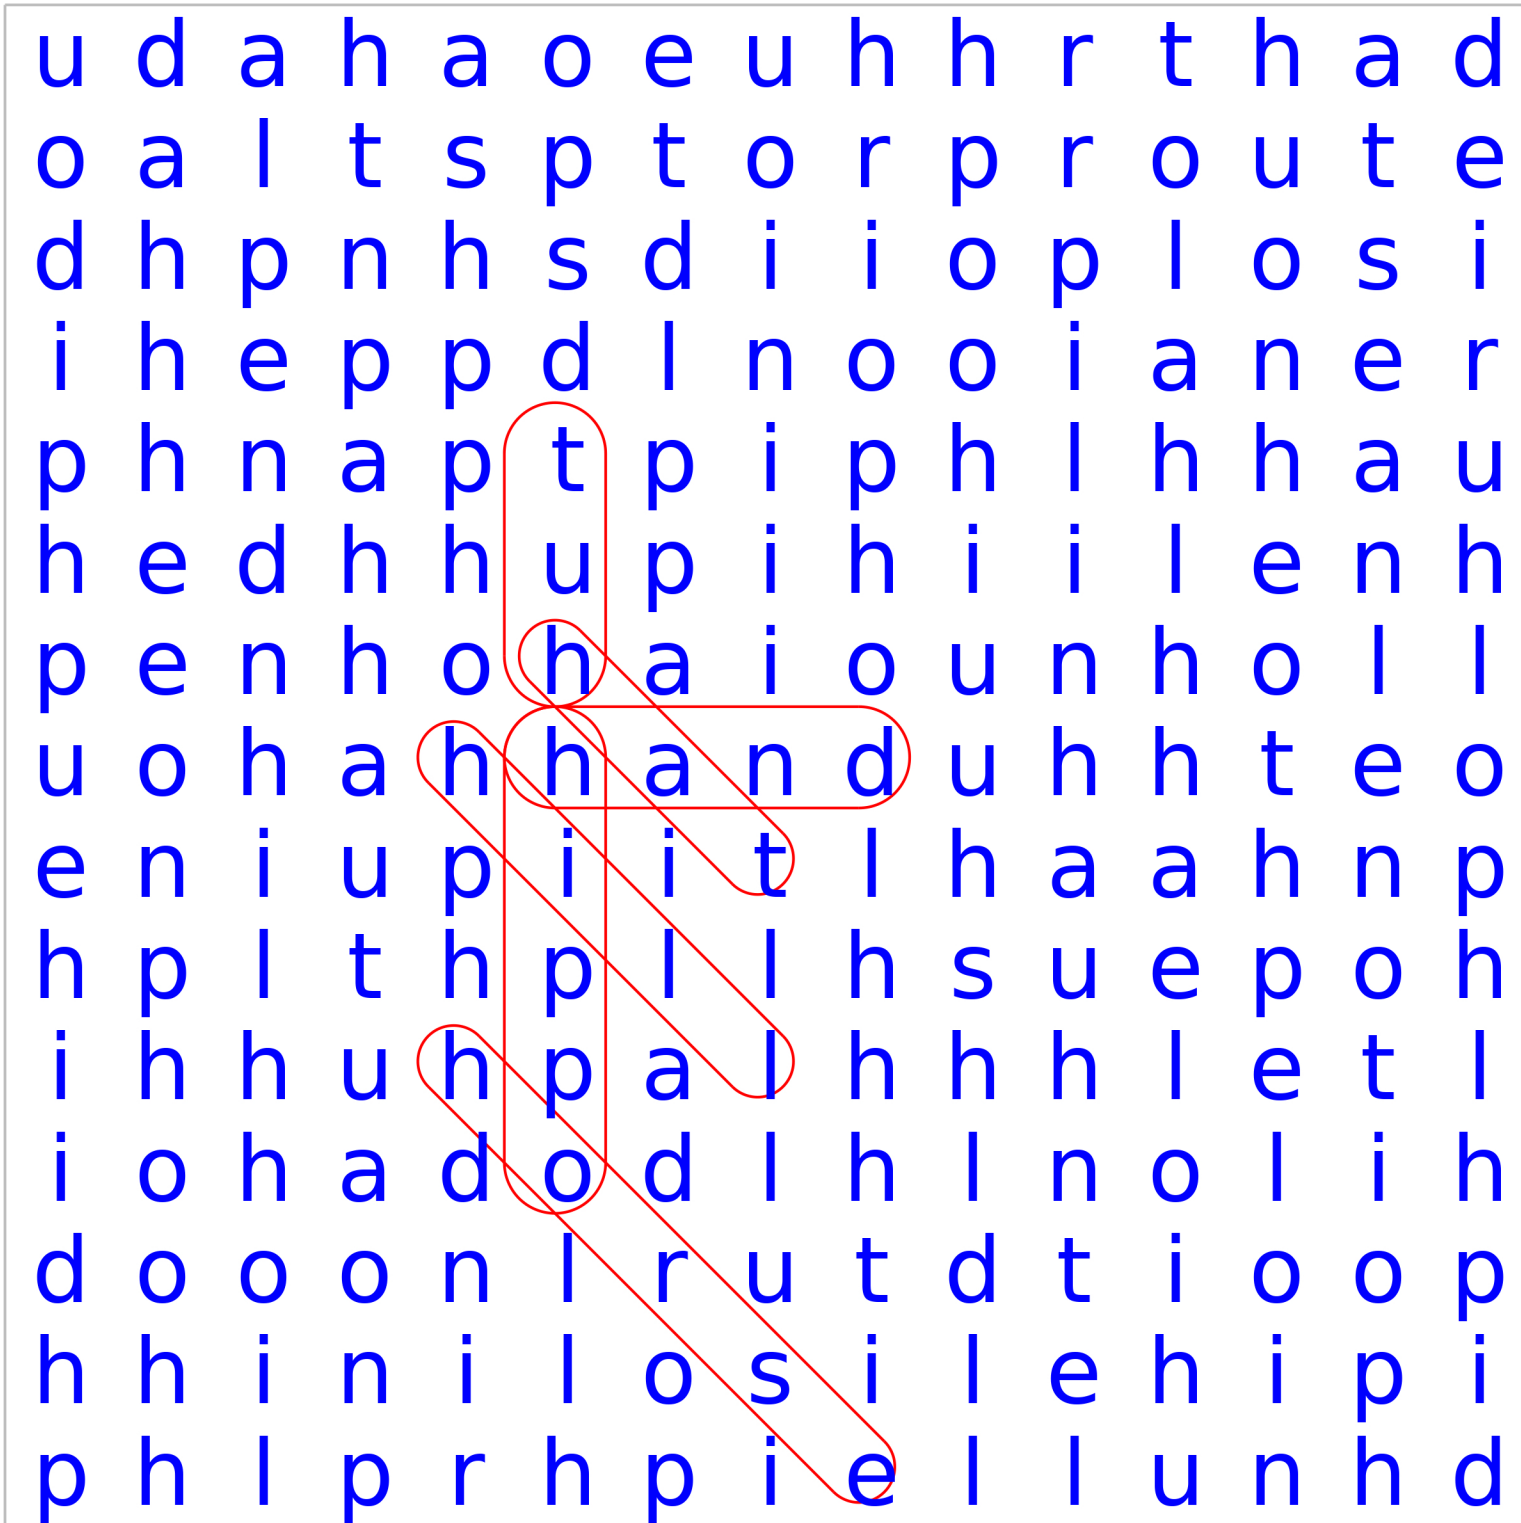 u d a h a o e u h h r t h a d
o a l t s p t o r p r o u t e
d h p n h s d i i o p l o s i
i h e p p d l n o o i a n e r
p h n a p t p i p h l h h a u
h e d h h u p i h i i l e n h
p e n h o h a i o u n h o l l
u o h a h h a n d u h h t e o
e n i u p i i t l h a a h n p
h p l t h p l l h s u e p o h
i h h u h p a l h h h l e t l
i o h a d o d l h l n o l i h
d o o o n l r u t d t i o o p
h h i n i l o s i l e h i p i
p h l p r h p i e l l u n h d